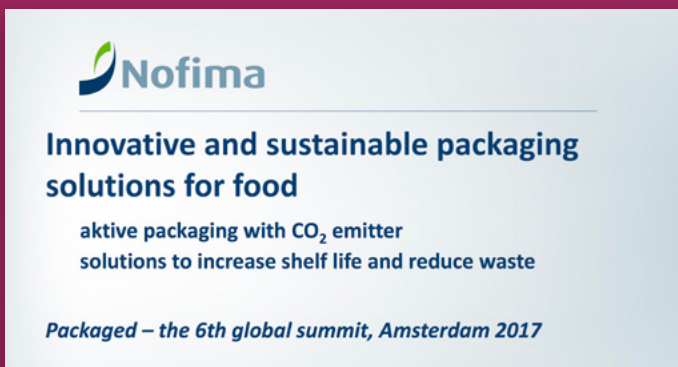 Nofima
Innovative and sustainable packaging
solutions for food
aktive packaging with CO₂ emitter
solutions to increase shelf life and reduce waste
Packaged – the 6th global summit, Amsterdam 2017